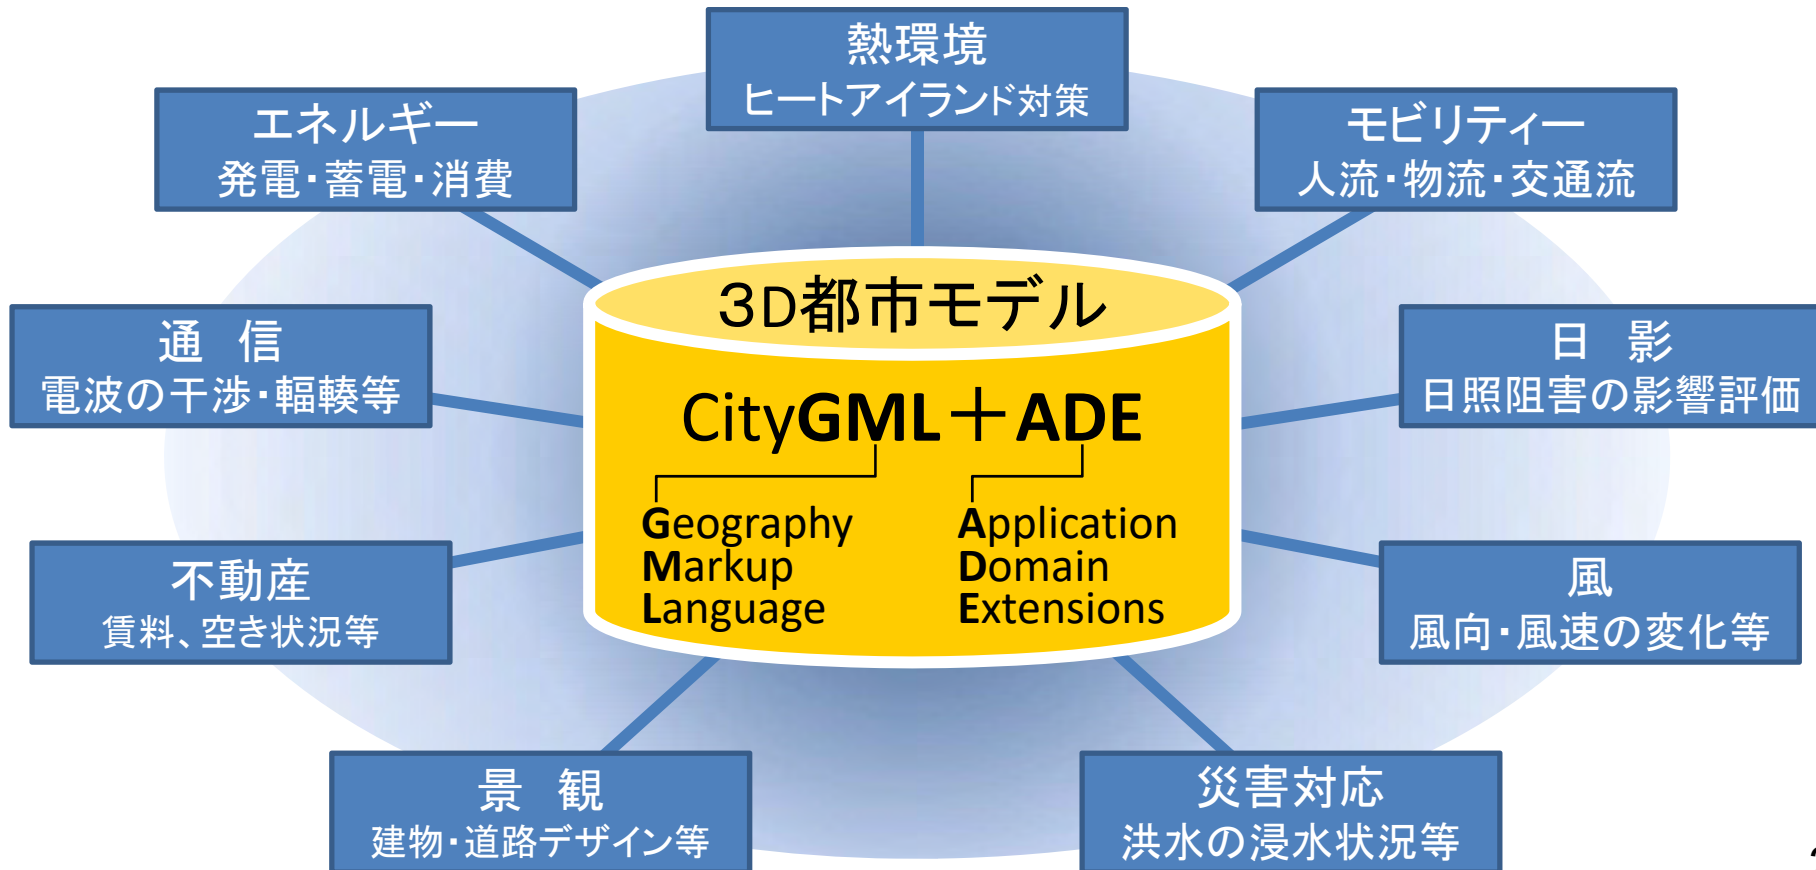 熱環境
ヒートアイランド対策
エネルギー
発電・蓄電・消費
モビリティー
人流・物流・交通流
3D都市モデル
通　信
電波の干渉・輻輳等
日　影
日照阻害の影響評価
CityGML＋ADE
Geography
Markup
Language
Application
Domain
Extensions
不動産
賃料、空き状況等
風
風向・風速の変化等
景　観
建物・道路デザイン等
災害対応
洪水の浸水状況等